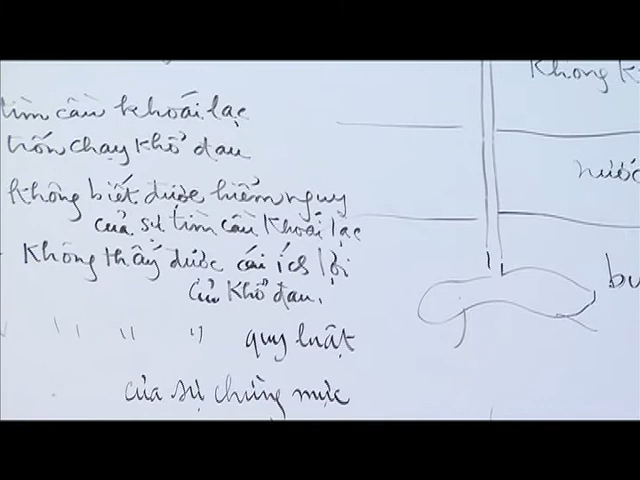 tìm cầu khoái lạc
trốn chạy khổ đau
Không biết được hiểm nguy
của sự tìm cầu khoái lạc
Không thấy được cái ích lợi
của khổ đau.
" " " quy luật
của sự chừng mực
Không
nước